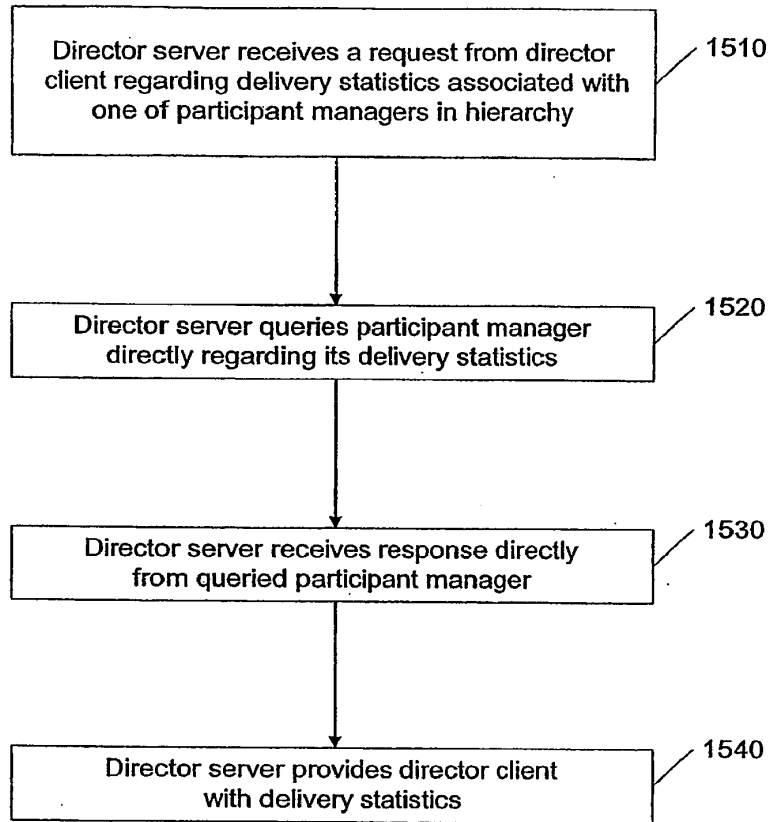 Director server receives a request from director
client regarding delivery statistics associated with
one of participant managers in hierarchy
1510
Director server queries participant manager
directly regarding its delivery statistics
1520
Director server receives response directly
from queried participant manager
1530
Director server provides director client
with delivery statistics
1540